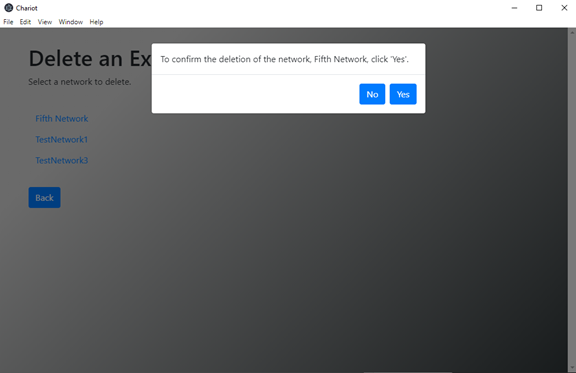 Chariot
File Edit View Window Help
Delete an Ex
Select a network to delete.
To confirm the deletion of the network, Fifth Network, click 'Yes'.
No Yes
Fifth Network
TestNetwork1
TestNetwork3
Back